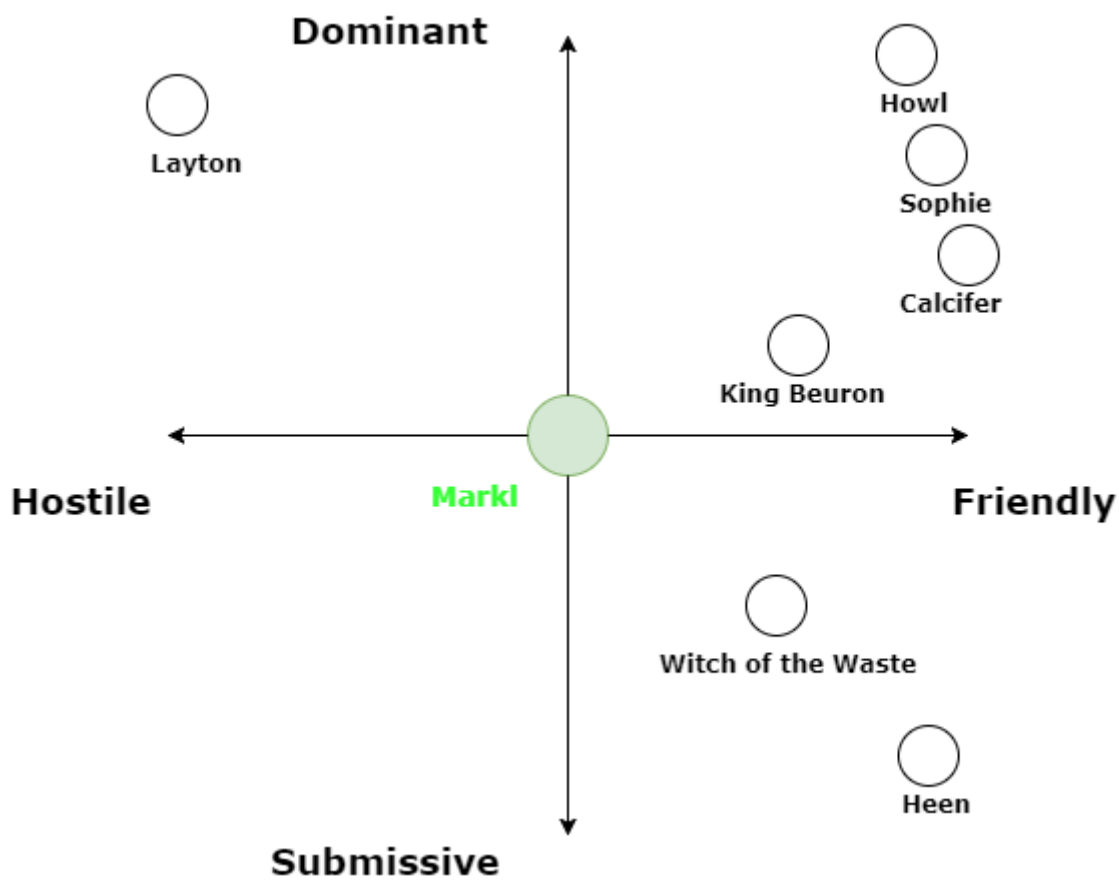 Dominant
Howl
Layton
Sophie
Calcifer
King Beuron
Markl
Hostile
Friendly
Witch of the Waste
Heen
Submissive